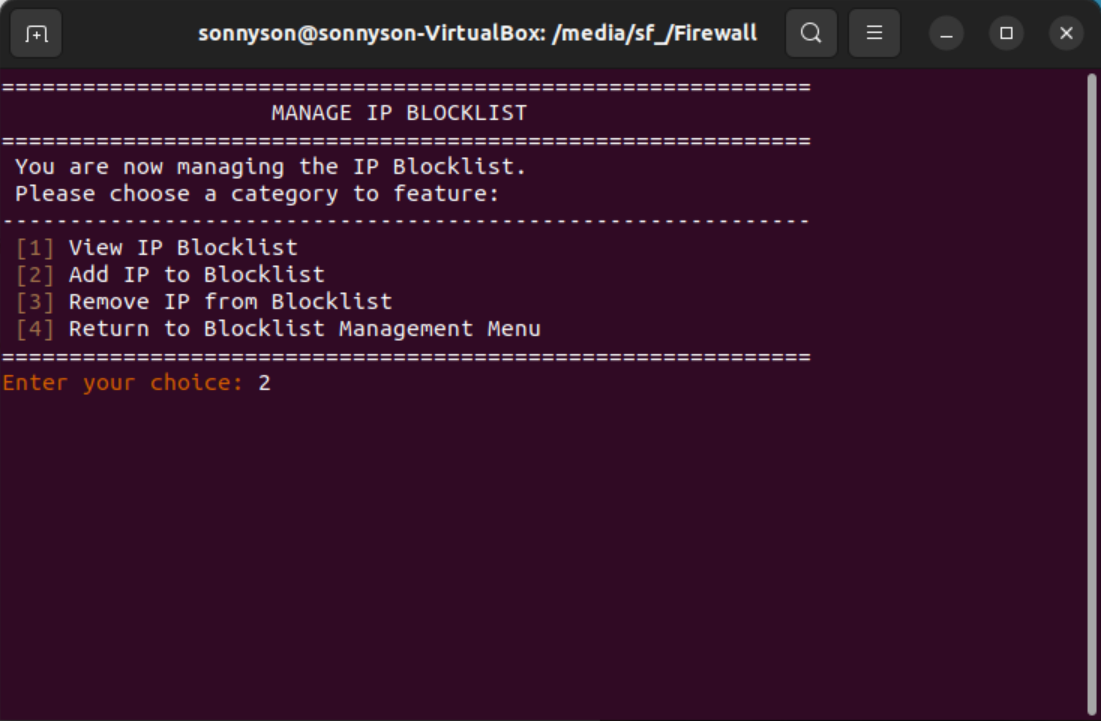 sonnyson@sonnyson-VirtualBox: /media/sf_/Firewall
============================================================
MANAGE IP BLOCKLIST
============================================================
You are now managing the IP Blocklist.
Please choose a category to feature:
------------------------------------------------------------
[1] View IP Blocklist
[2] Add IP to Blocklist
[3] Remove IP from Blocklist
[4] Return to Blocklist Management Menu
============================================================
Enter your choice: 2